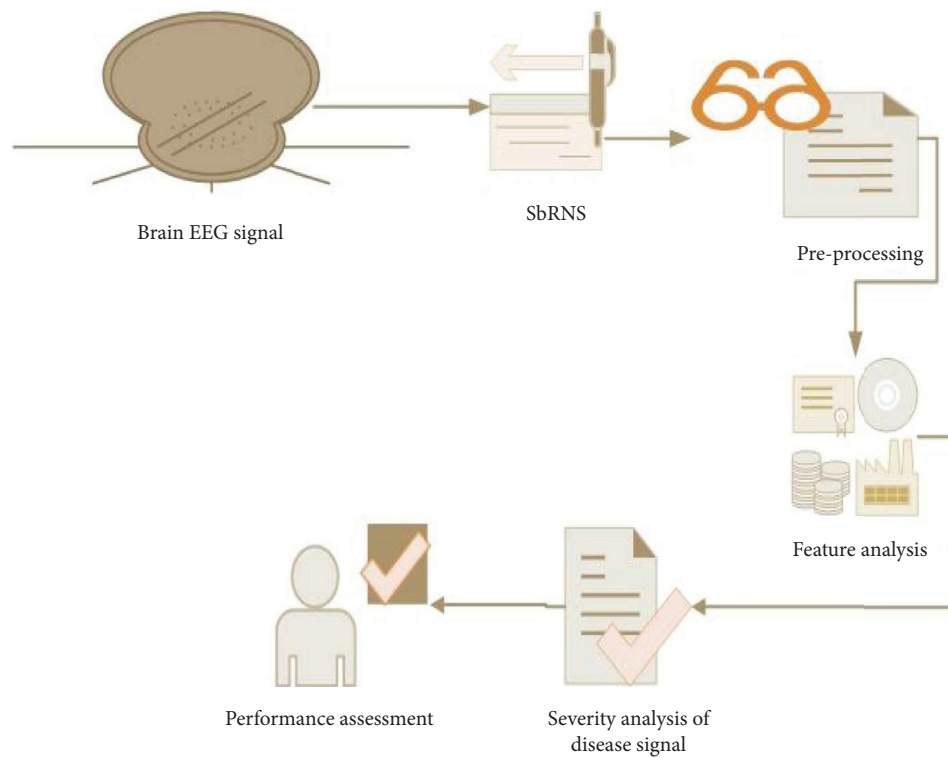 Brain EEG signal
SbRNS
Pre-processing
Feature analysis
Severity analysis of
disease signal
Performance assessment